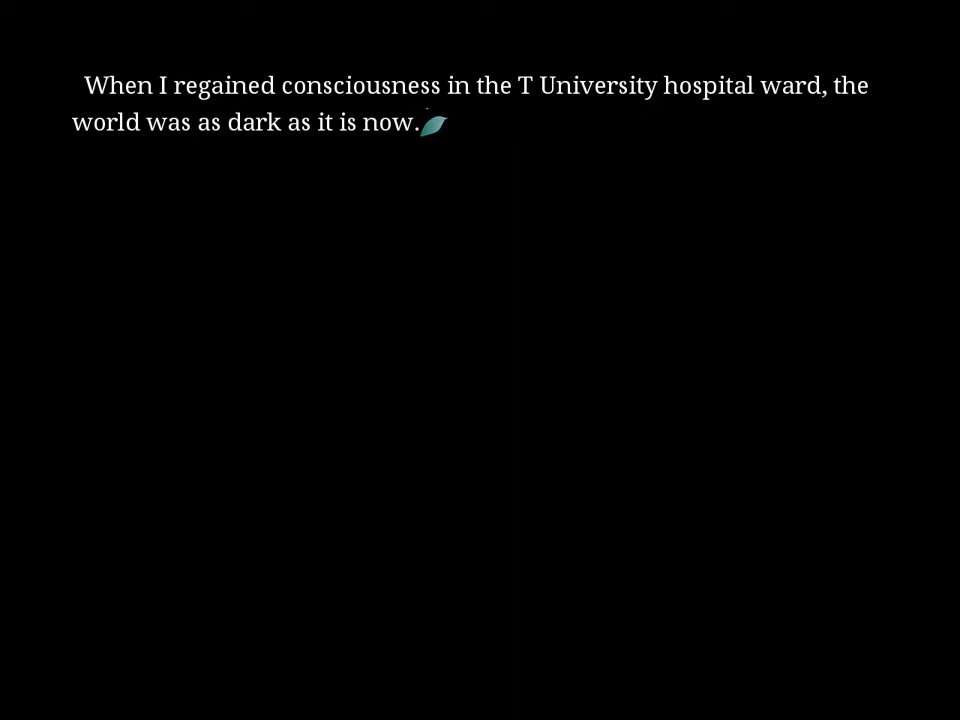 When I regained consciousness in the T University hospital ward, the
world was as dark as it is now.